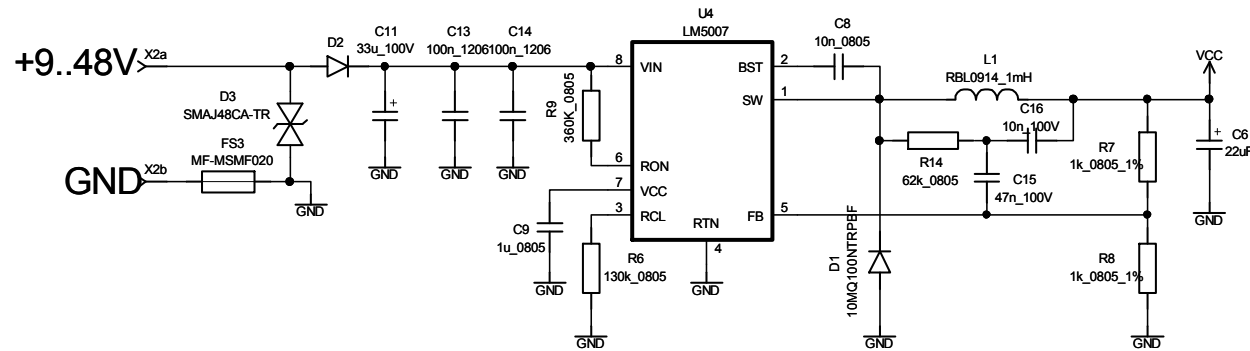 U4
LM5007
C8
10n_0805
C11
33u_100V
C13
100n_1206
C14
100n_1206
D2
X2a
+9..48V
8
VIN
BST
2
L1
RBL0914_1mH
VCC
SW
1
D3
SMAJ48CA-TR
R9
360K_0805
C16
10n_100V
C6
22uF
R7
1k_0805_1%
FS3
MF-MSMF020
GND
GND
GND
6
RON
R14
62k_0805
X2b
GND
7
VCC
C15
47n_100V
GND
3
RCL
FB
5
GND
RTN
4
C9
1u_0805
R6
130k_0805
D1
10MQ100NTRPBF
R8
1k_0805_1%
GND
GND
GND
GND
GND